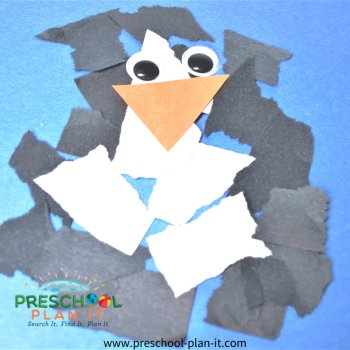 PRESCHOOL
PLAN IT
Search It. Find It. Plan It.
www.preschool-plan-it.com